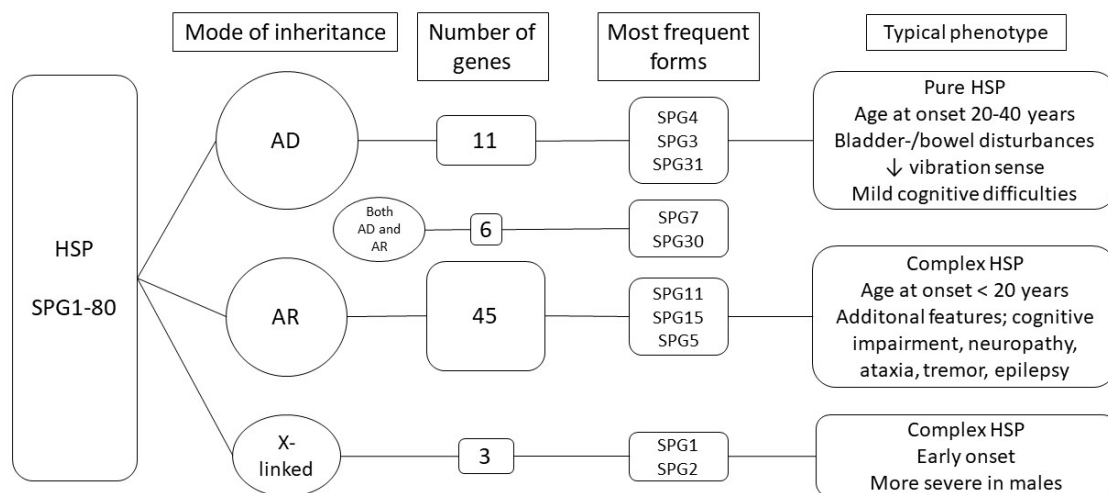 Mode of inheritance
Number of
genes
Most frequent
forms
Typical phenotype
HSP
SPG1-80
AD
11
SPG4
SPG3
SPG31
Pure HSP
Age at onset 20-40 years
Bladder-/bowel disturbances
↓ vibration sense
Mild cognitive difficulties
Both
AD and
AR
6
SPG7
SPG30
AR
45
SPG11
SPG15
SPG5
Complex HSP
Age at onset < 20 years
Additonal features; cognitive
impairment, neuropathy,
ataxia, tremor, epilepsy
X-
linked
3
SPG1
SPG2
Complex HSP
Early onset
More severe in males